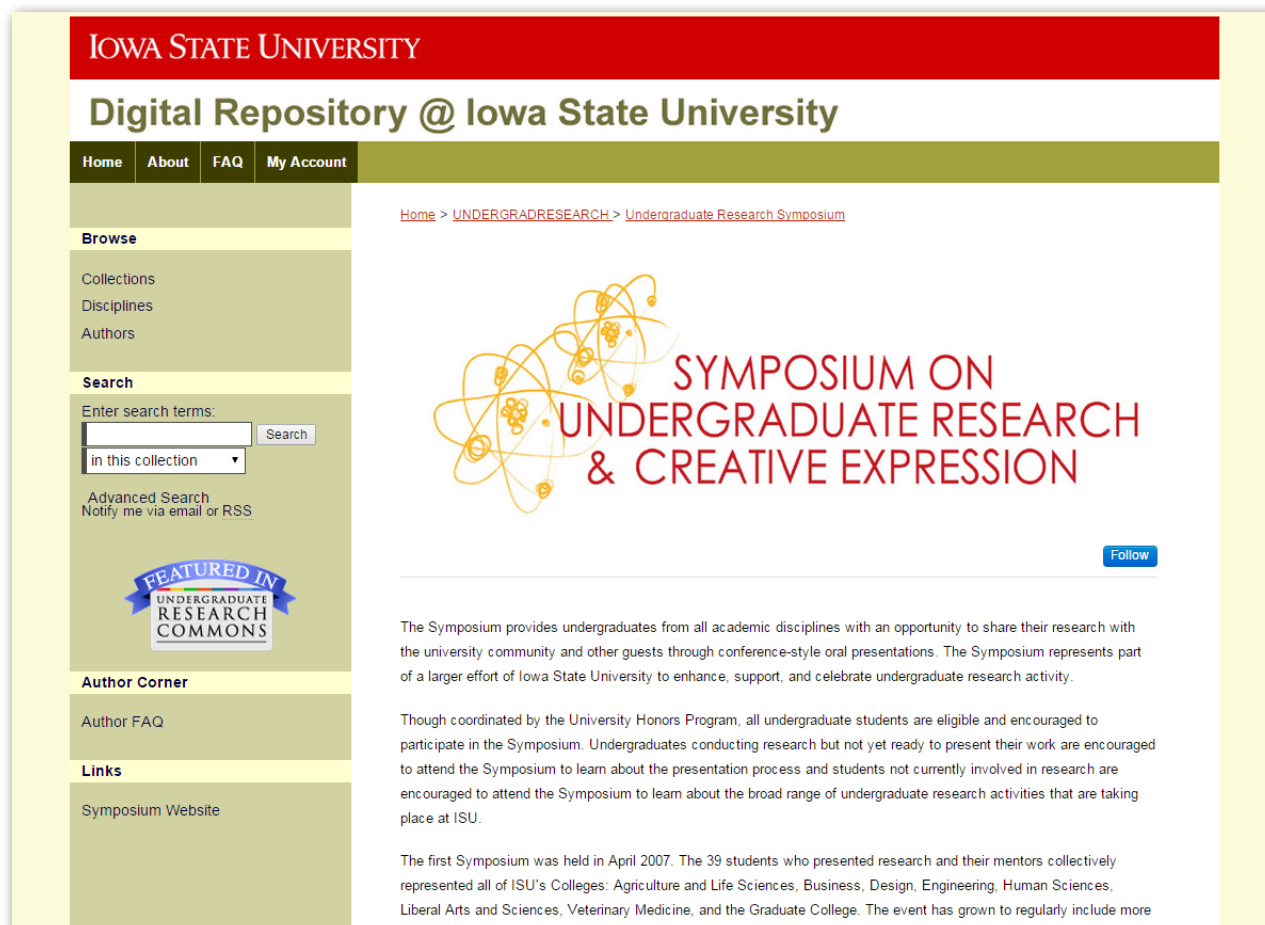 IOWA STATE UNIVERSITY
Digital Repository @ Iowa State University
Home About FAQ My Account
Home > UNDERGRADRESEARCH > Undergraduate Research Symposium
Browse
Collections
Disciplines
Authors
Search
Enter search terms:
Search
in this collection
Advanced Search
Notify me via email or RSS
FEATURED IN
UNDERGRADUATE
RESEARCH
COMMONS
Author Corner
Author FAQ
Links
Symposium Website
SYMPOSIUM ON
UNDERGRADUATE RESEARCH
& CREATIVE EXPRESSION
Follow
The Symposium provides undergraduates from all academic disciplines with an opportunity to share their research with
the university community and other guests through conference-style oral presentations. The Symposium represents part
of a larger effort of Iowa State University to enhance, support, and celebrate undergraduate research activity.
Though coordinated by the University Honors Program, all undergraduate students are eligible and encouraged to
participate in the Symposium. Undergraduates conducting research but not yet ready to present their work are encouraged
to attend the Symposium to learn about the presentation process and students not currently involved in research are
encouraged to attend the Symposium to learn about the broad range of undergraduate research activities that are taking
place at ISU.
The first Symposium was held in April 2007. The 39 students who presented research and their mentors collectively
represented all of ISU's Colleges: Agriculture and Life Sciences, Business, Design, Engineering, Human Sciences,
Liberal Arts and Sciences, Veterinary Medicine, and the Graduate College. The event has grown to regularly include more